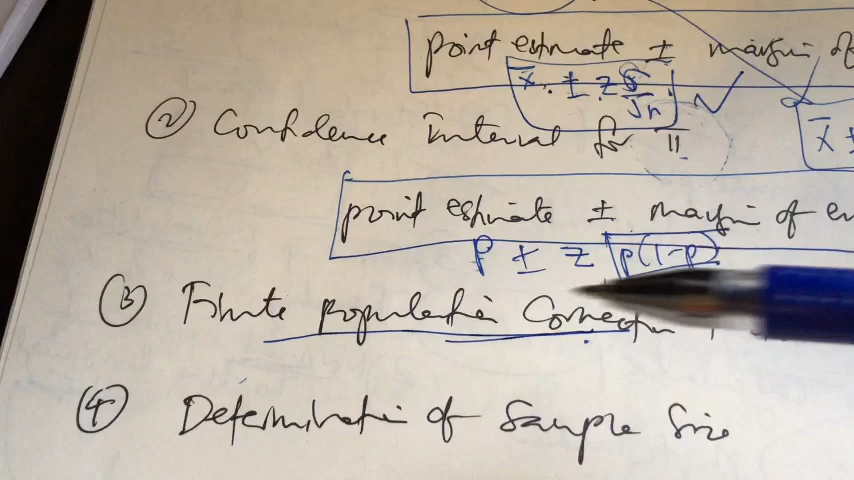 point estimate ± margin of
x̄ ± z s/√n ✓
② Confidence Interval for π
x̄ ±
point estimate ± margin of er
p ± z √p(1-p)
③ Finite population Correction
④ Determination of Sample Size